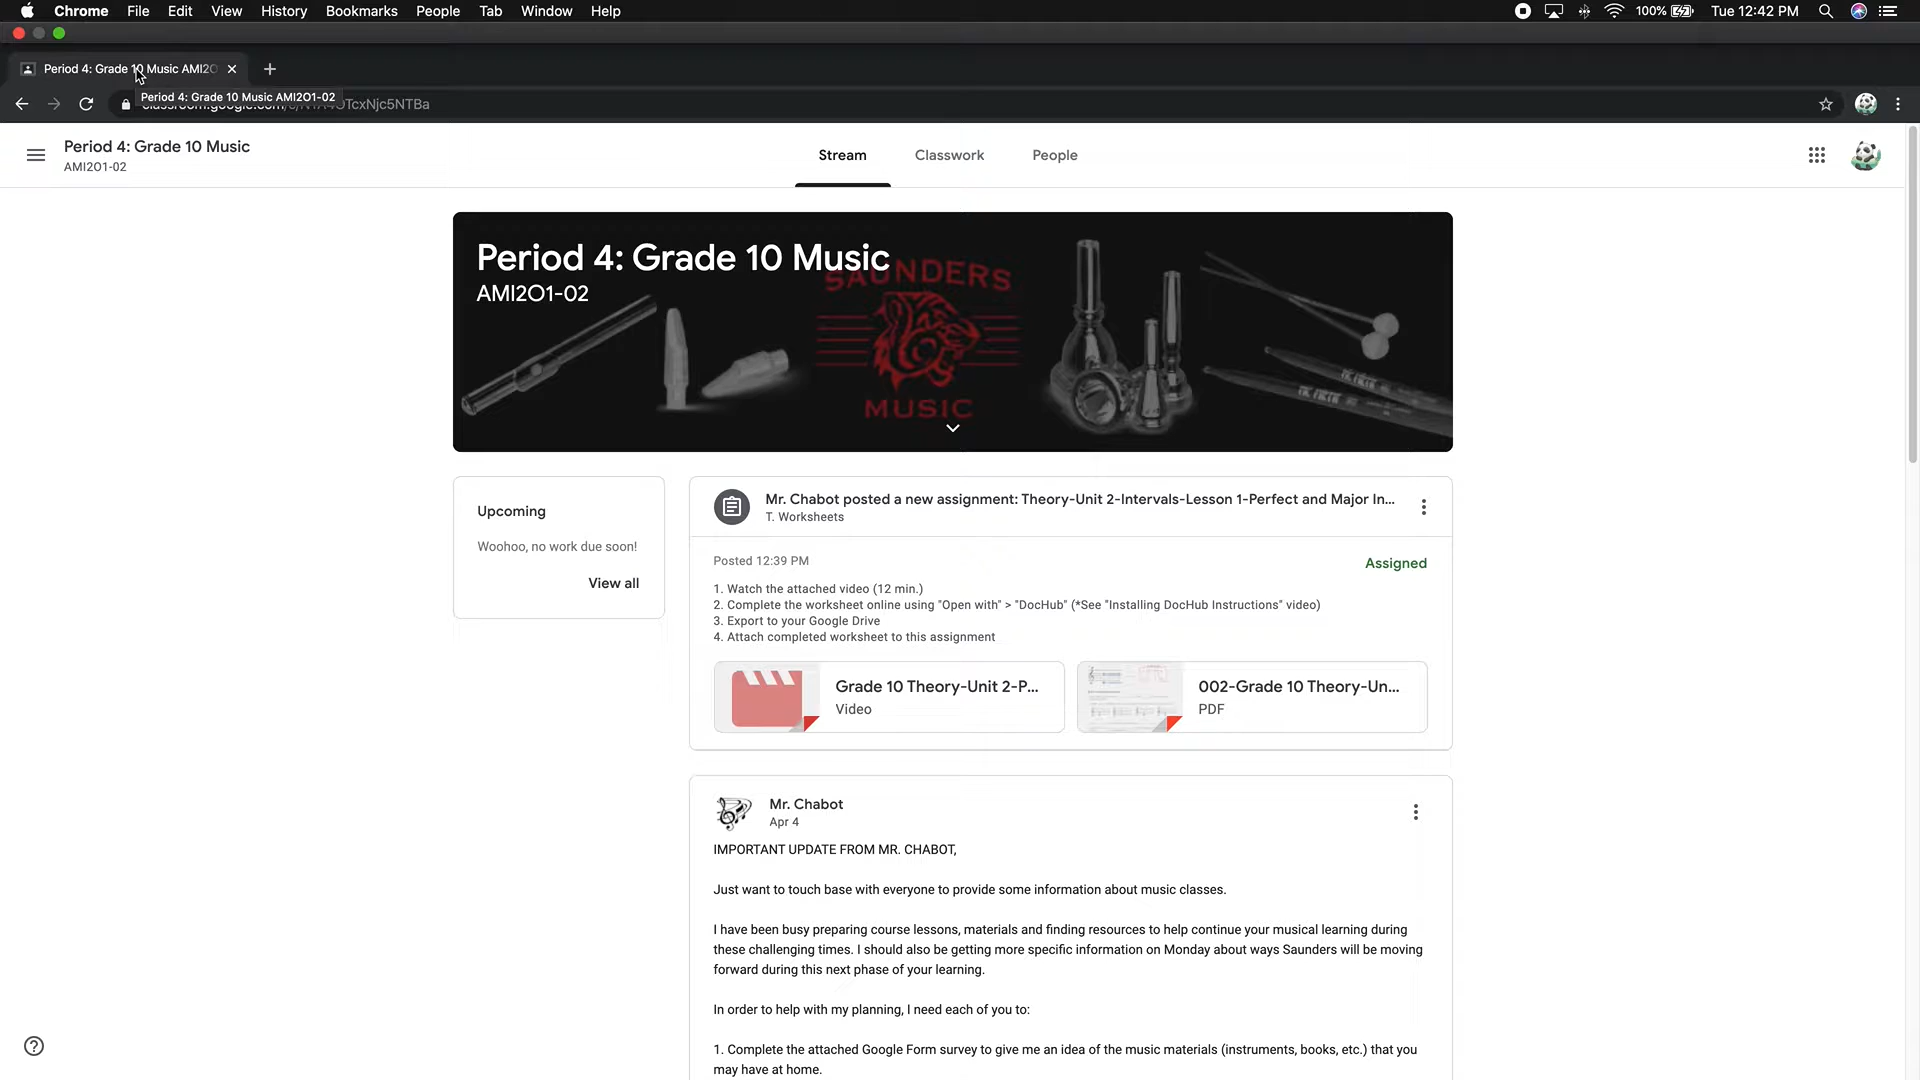 Chrome File Edit View History Bookmarks People Tab Window Help
100% Tue 12:42 PM
Period 4: Grade 10 Music AMI2O
Period 4: Grade 10 Music AMI2O1-02
Period 4: Grade 10 Music
AMI2O1-02
Stream Classwork People
Period 4: Grade 10 Music
AMI2O1-02
SAUNDERS
MUSIC
Upcoming
Woohoo, no work due soon!
View all
Mr. Chabot posted a new assignment: Theory-Unit 2-Intervals-Lesson 1-Perfect and Major In...
T. Worksheets
Posted 12:39 PM
Assigned
1. Watch the attached video (12 min.)
2. Complete the worksheet online using "Open with" > "DocHub" (*See "Installing DocHub Instructions" video)
3. Export to your Google Drive
4. Attach completed worksheet to this assignment
Grade 10 Theory-Unit 2-P...
Video
002-Grade 10 Theory-Un...
PDF
Mr. Chabot
Apr 4
IMPORTANT UPDATE FROM MR. CHABOT,
Just want to touch base with everyone to provide some information about music classes.
I have been busy preparing course lessons, materials and finding resources to help continue your musical learning during
these challenging times. I should also be getting more specific information on Monday about ways Saunders will be moving
forward during this next phase of your learning.
In order to help with my planning, I need each of you to:
1. Complete the attached Google Form survey to give me an idea of the music materials (instruments, books, etc.) that you
may have at home.